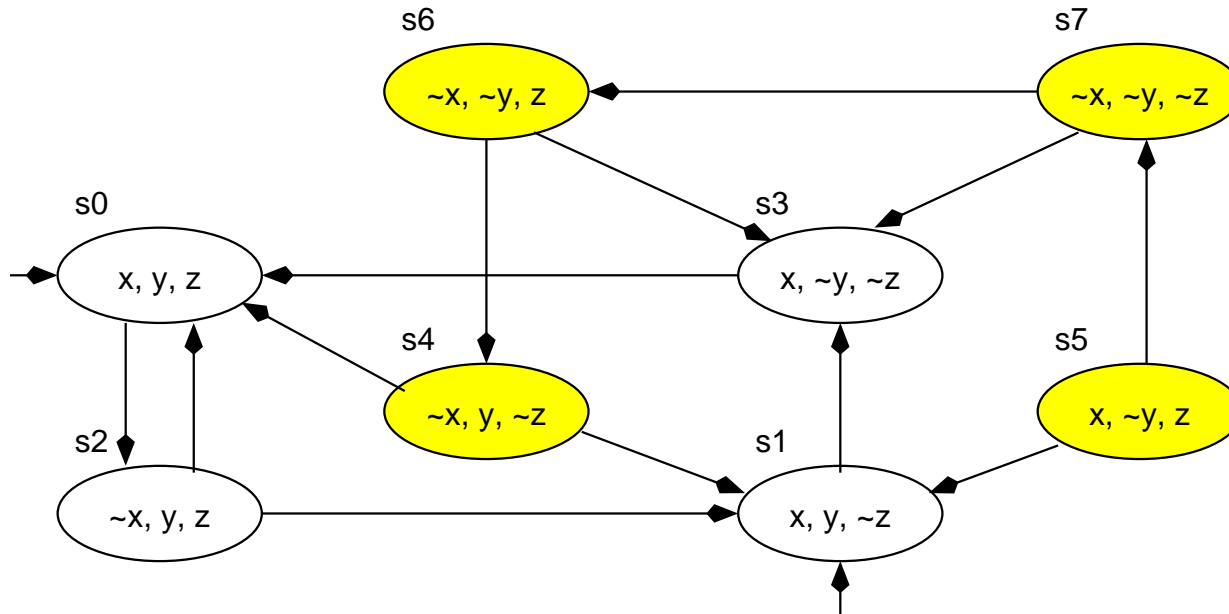 s6
s7
~x, ~y, z
~x, ~y, ~z
s0
s3
x, y, z
x, ~y, ~z
s4
s5
~x, y, ~z
x, ~y, z
s2
s1
~x, y, z
x, y, ~z